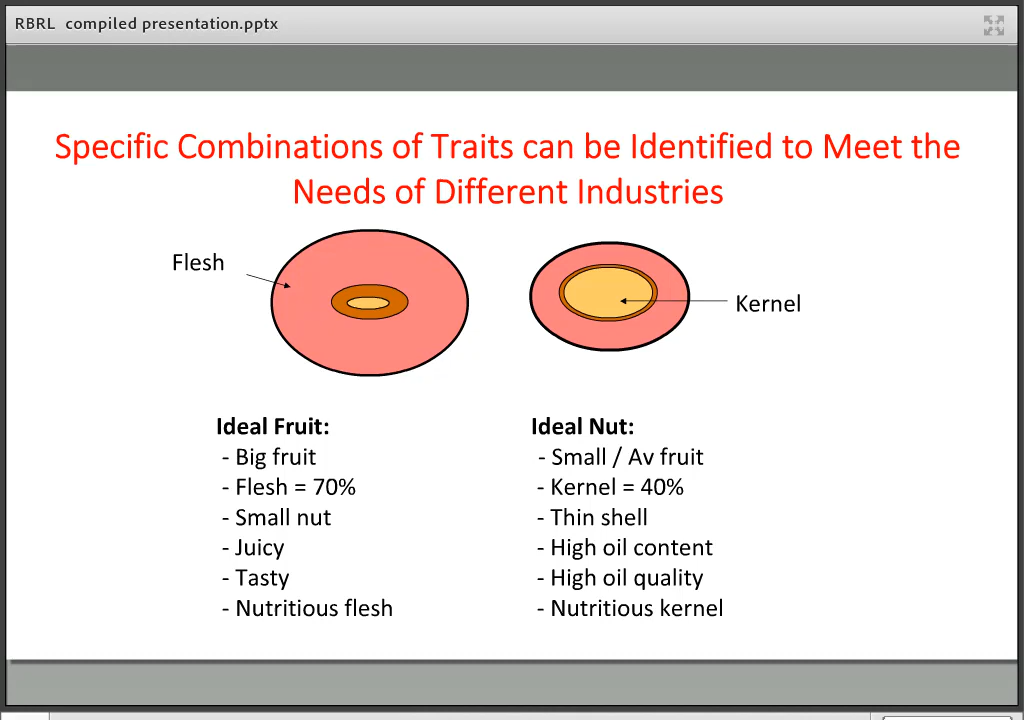 RBRL  compiled presentation.pptx
Specific Combinations of Traits can be Identified to Meet the
Needs of Different Industries
Flesh
Kernel
Ideal Fruit:
- Big fruit
- Flesh = 70%
- Small nut
- Juicy
- Tasty
- Nutritious flesh
Ideal Nut:
- Small / Av fruit
- Kernel = 40%
- Thin shell
- High oil content
- High oil quality
- Nutritious kernel